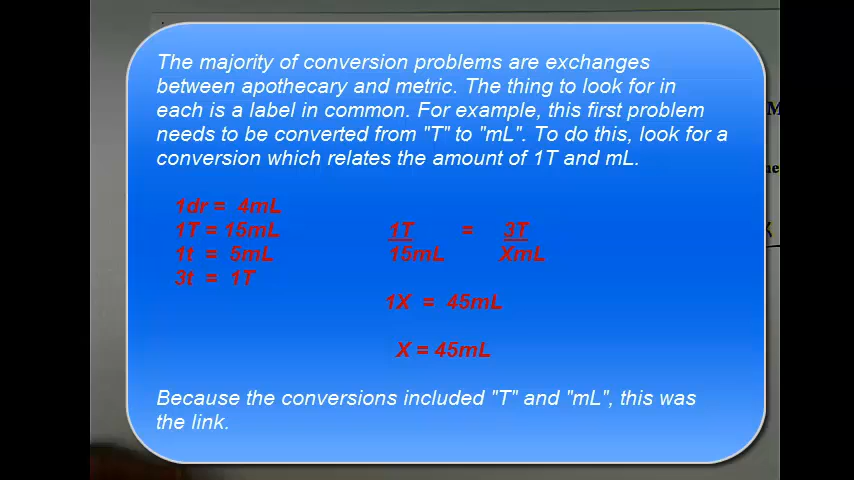 The majority of conversion problems are exchanges
between apothecary and metric. The thing to look for in
each is a label in common. For example, this first problem
needs to be converted from "T" to "mL". To do this, look for a
conversion which relates the amount of 1T and mL.
1dr = 4mL
1T = 15mL
1t = 5mL
3t = 1T
1T = 3T
15mL XmL
1X = 45mL
X = 45mL
Because the conversions included "T" and "mL", this was
the link.